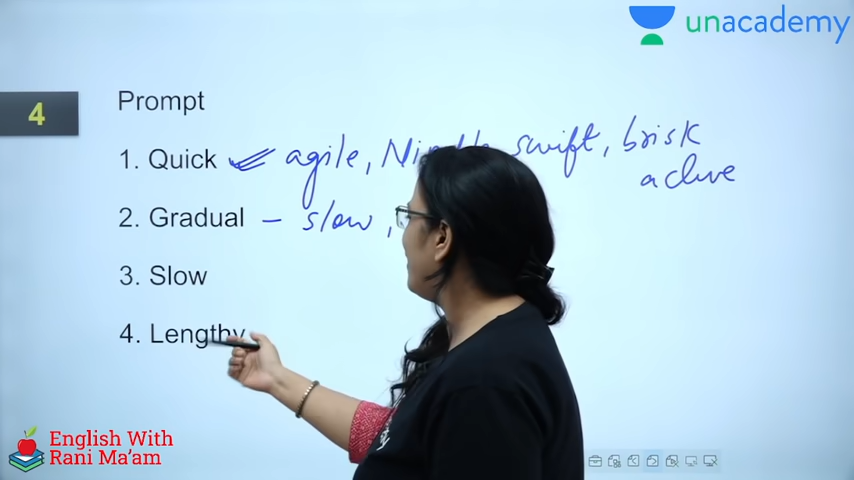 unacademy
4
Prompt
1. Quick agile, swift, brisk
active
2. Gradual - slow,
3. Slow
4. Lengthy
English With
Rani Ma'am